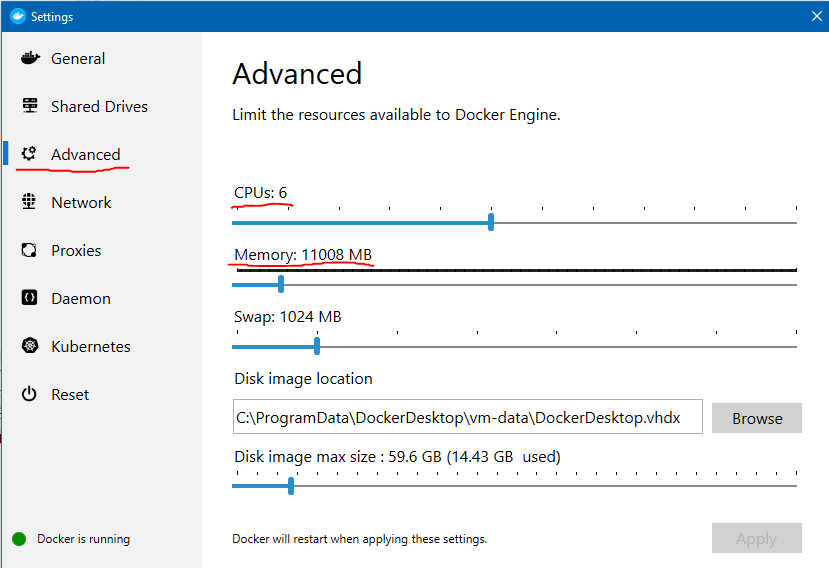 Settings
General
Shared Drives
Advanced
Network
Proxies
Daemon
Kubernetes
Reset
Docker is running
Advanced
Limit the resources available to Docker Engine.
CPUs: 6
Memory: 11008 MB
Swap: 1024 MB
Disk image location
C:\ProgramData\DockerDesktop\vm-data\DockerDesktop.vhdx
Browse
Disk image max size : 59.6 GB (14.43 GB  used)
Docker will restart when applying these settings.
Apply